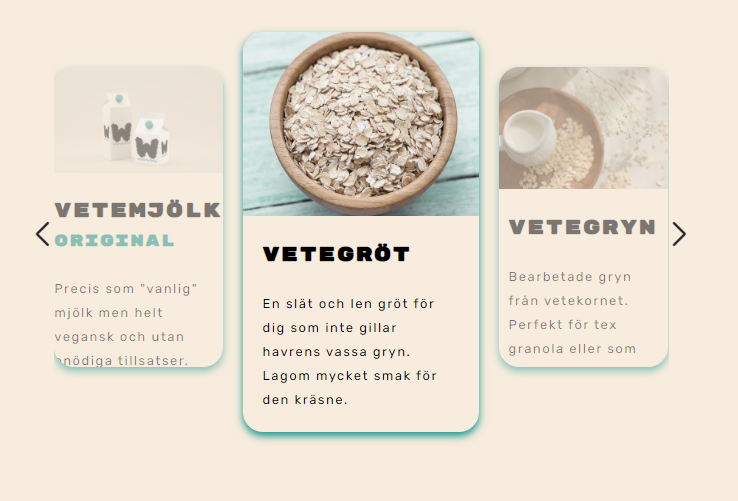 VETEMJÖLK
ORIGINAL
Precis som "vanlig"
mjölk men helt
vegansk och utan
onödiga tillsatser.
VETEGRÖT
En slät och len gröt för
dig som inte gillar
havrens vassa gryn.
Lagom mycket smak för
den kräsne.
VETEGRYN
Bearbetade gryn
från vetekornet.
Perfekt för tex
granola eller som